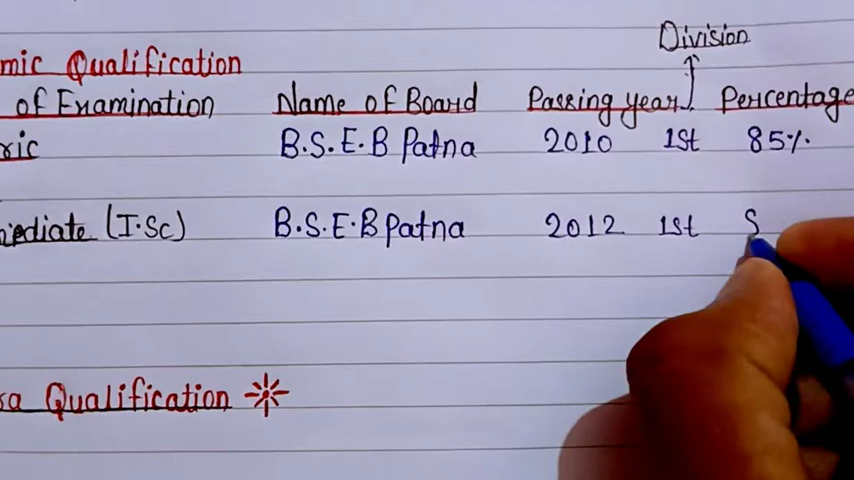 Division
mic Qualification
of Examination Name of Board Passing year Percentage
ric B.S.E.B Patna 2010 1st 85%
mediate (I.Sc) B.S.E.B Patna 2012 1st
a Qualification